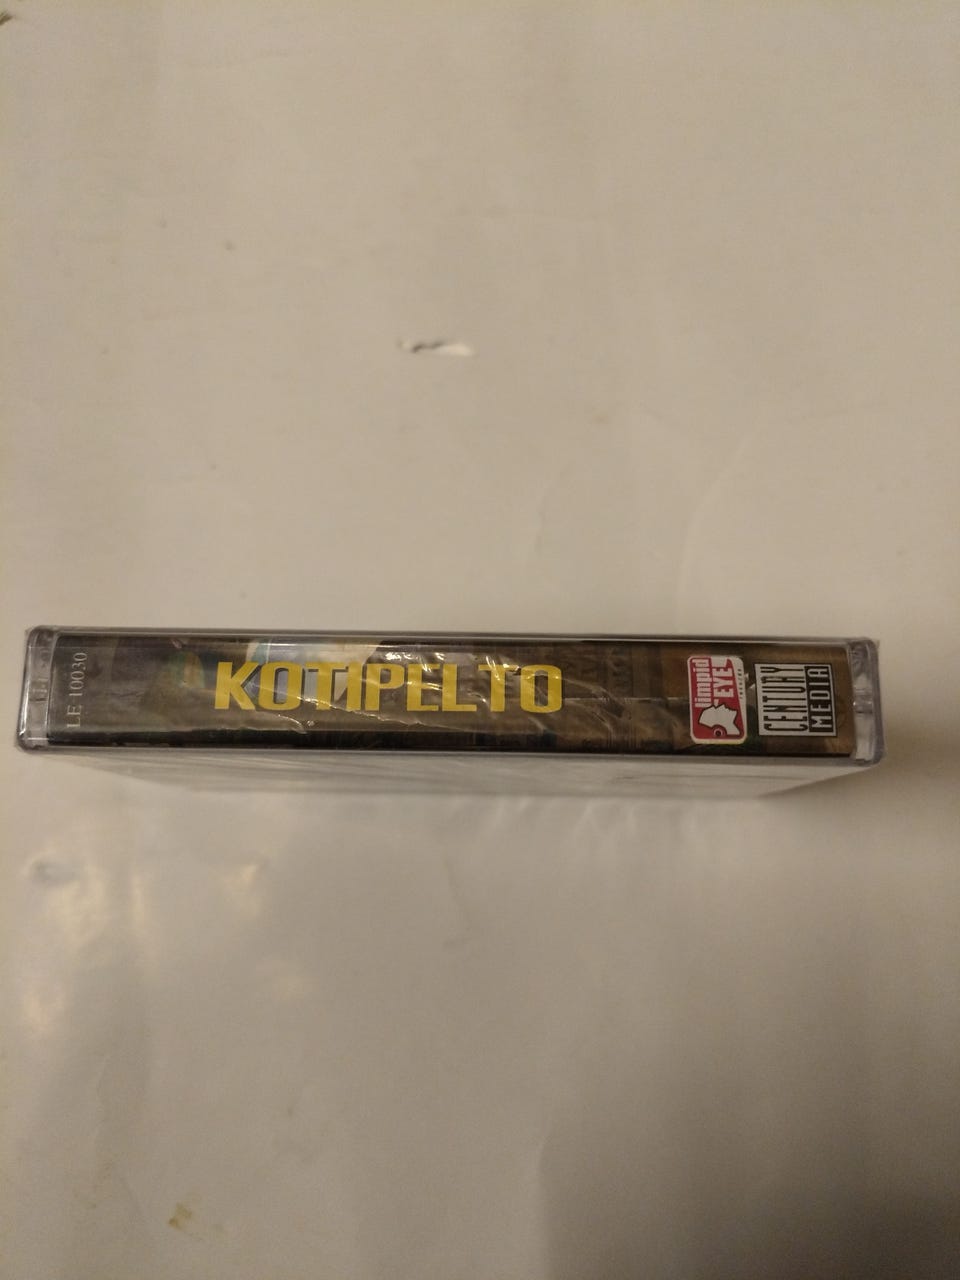 LE 10030
KOTIPELTO
limpid
EYE
CENTURY
MEDIA